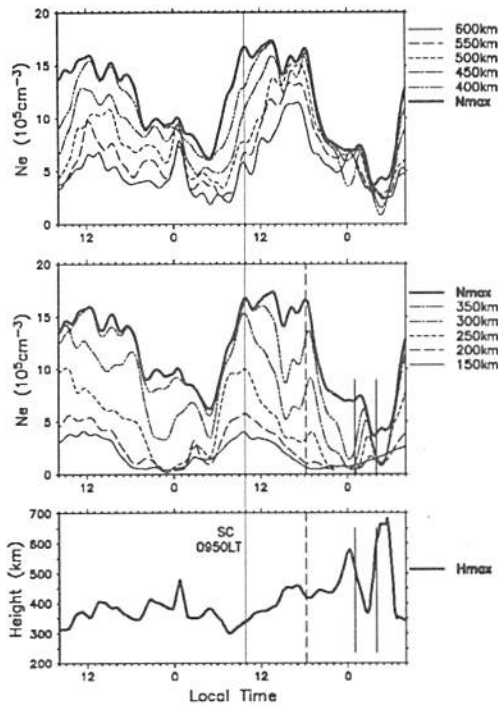 20
15
10
5
0
Ne (10⁵cm⁻³)
12 0 12 0
600km
550km
500km
450km
400km
Nmax
20
15
10
5
0
Ne (10⁵cm⁻³)
12 0 12 0
Nmax
350km
300km
250km
200km
150km
700
600
500
400
300
200
Height (km)
SC
0950LT
Hmax
12 0 12 0
Local Time